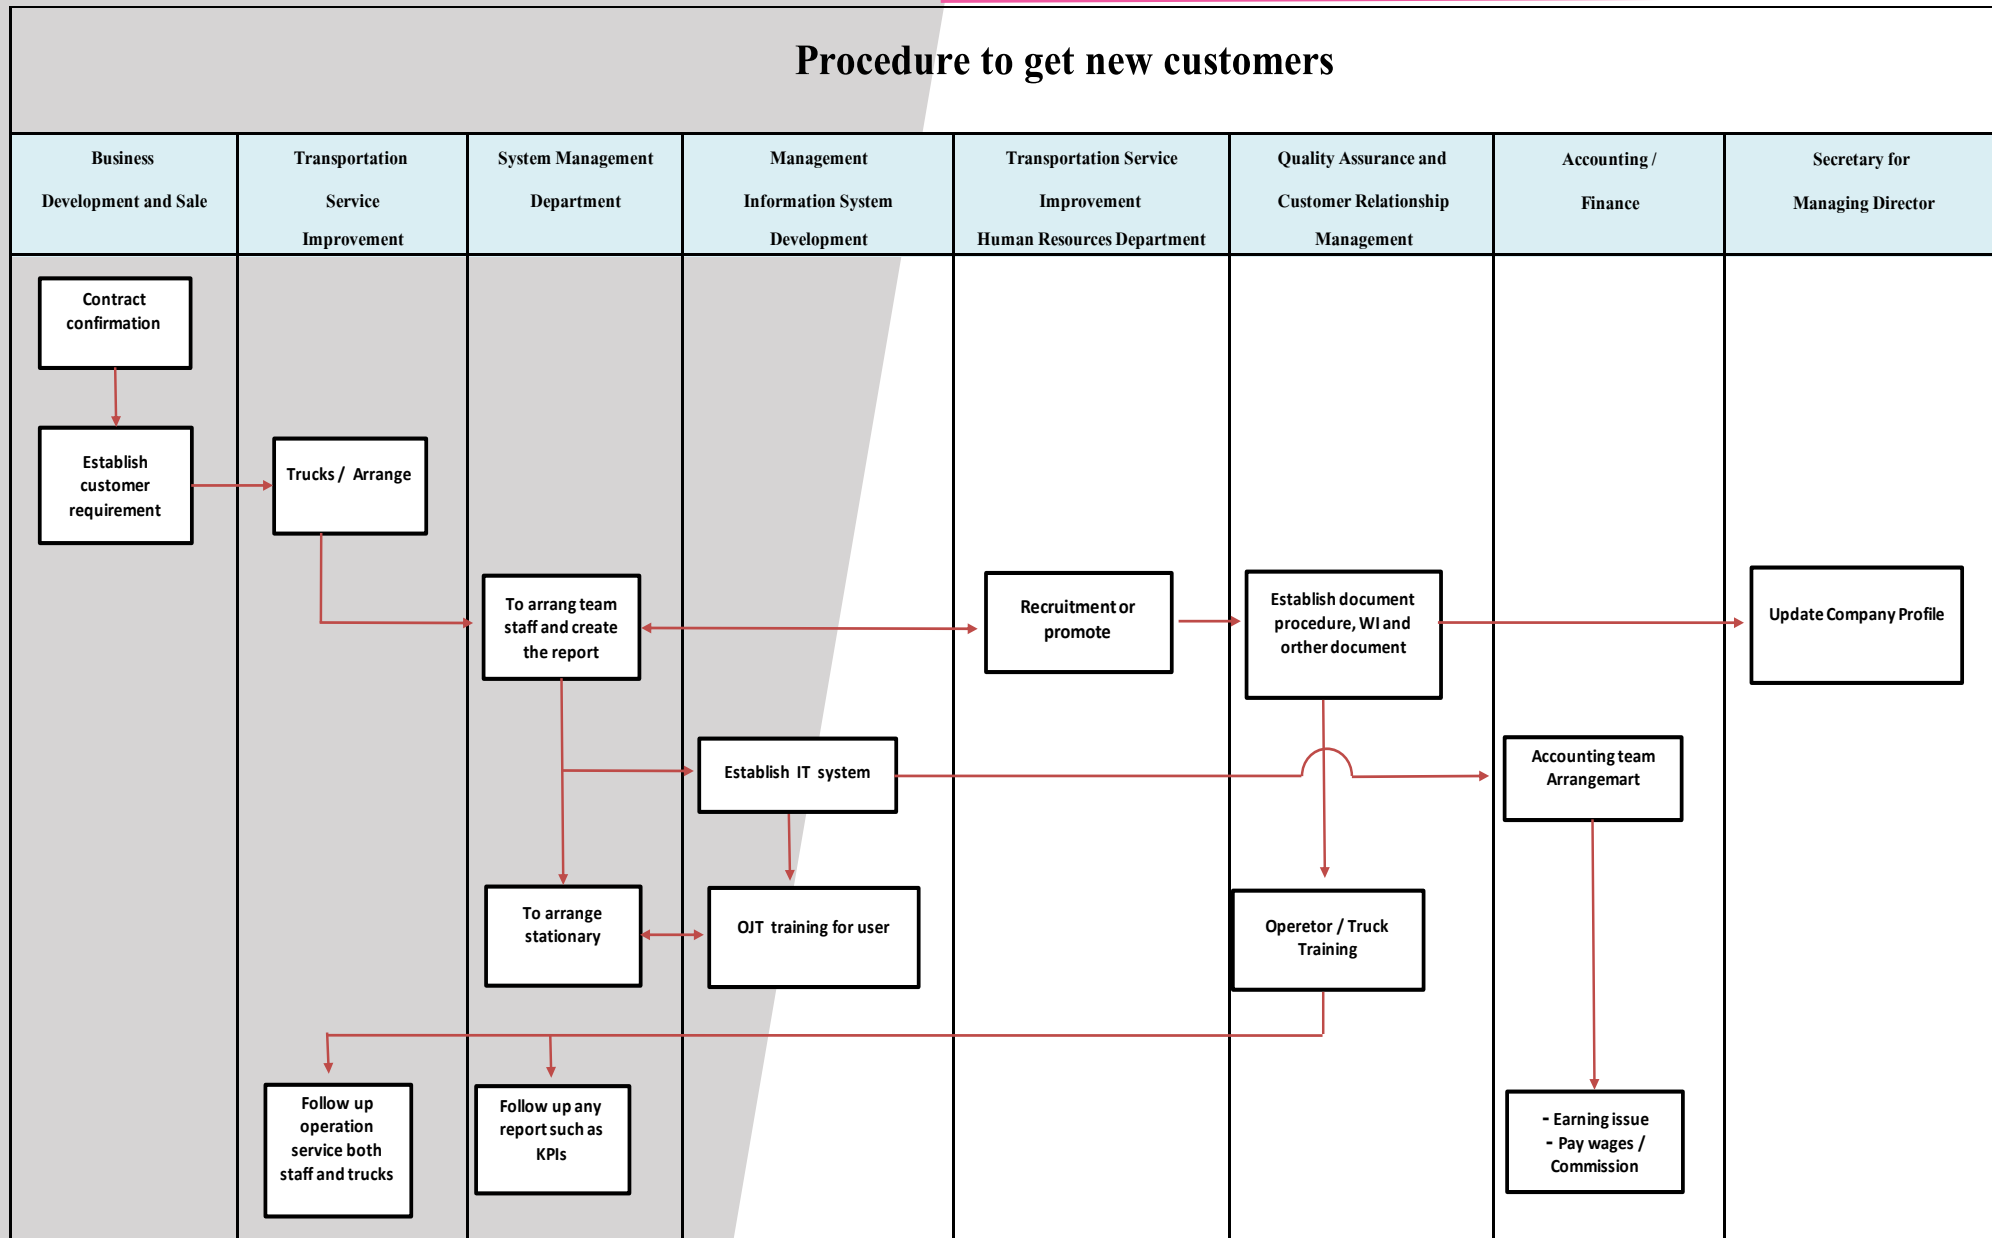 Procedure to get new customers
Business
Development and Sale
Transportation
Service
Improvement
System Management
Department
Management
Information System
Development
Transportation Service
Improvement
Human Resources Department
Quality Assurance and
Customer Relationship
Management
Accounting /
Finance
Secretary for
Managing Director
Contract
confirmation
Establish
customer
requirement
Trucks / Arrange
To arrang team
staff and create
the report
Recruitment or
promote
Establish document
procedure, WI and
orther document
Update Company Profile
Establish IT system
Accounting team
Arrangemart
To arrange
stationary
OJT training for user
Operetor / Truck
Training
Follow up
operation
service both
staff and trucks
Follow up any
report such as
KPIs
- Earning issue
- Pay wages /
Commission